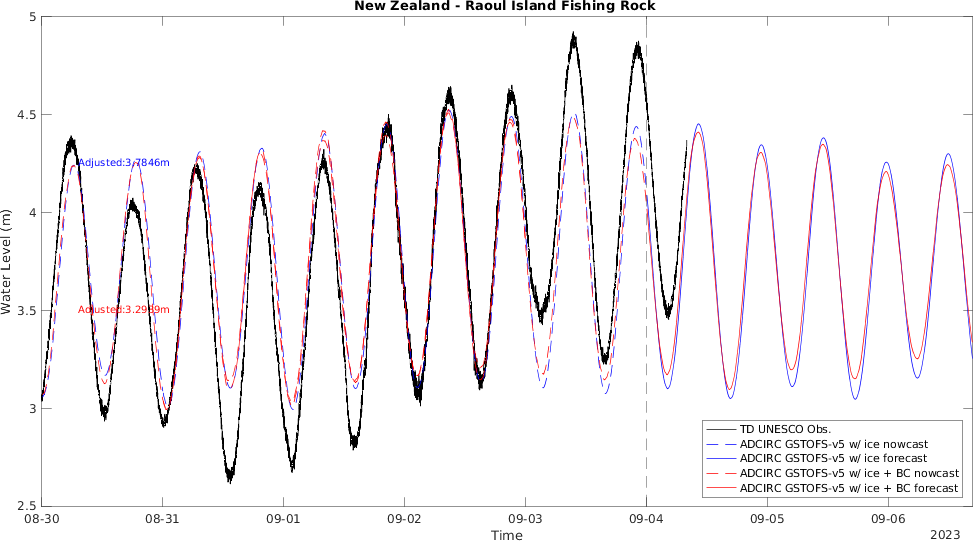 New Zealand - Raoul Island Fishing Rock
5
4.5
4
3.5
3
2.5
Water Level (m)
Adjusted:3.7846m
Adjusted:3.2969m
TD UNESCO Obs.
ADCIRC GSTOFS-v5 w/ ice nowcast
ADCIRC GSTOFS-v5 w/ ice forecast
ADCIRC GSTOFS-v5 w/ ice + BC nowcast
ADCIRC GSTOFS-v5 w/ ice + BC forecast
08-30 08-31 09-01 09-02 09-03 09-04 09-05 09-06
Time
2023